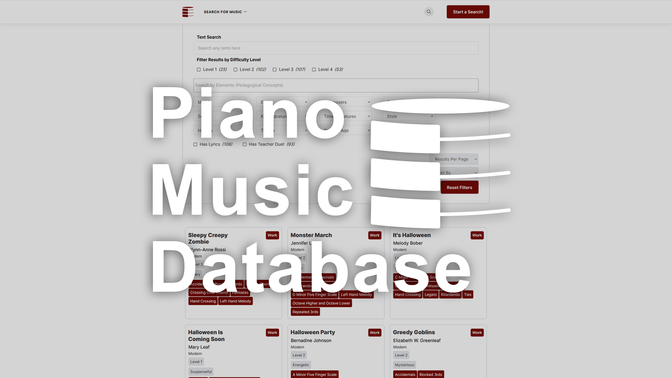 SEARCH FOR MUSIC
Start a Search!
Text Search
Search any terms here
Filter Results by Difficulty Level
Level 1 (23)
Level 2 (102)
Level 3 (107)
Level 4 (53)
Piano
Music
Database
Style
Has Lyrics (108)
Has Teacher Duet (93)
Results Per Page
Reset Filters
Sleepy Creepy
Zombie
Work
Monster March
Work
It's Halloween
Melody Bober
Work
Hand Crossing
Left Hand Melody
C Minor Five Finger Scale
Left Hand Melody
Octave Higher and Octave Lower
Repeated 3rds
Hand Crossing
Legato
Ritardando
Ties
Halloween Is
Coming Soon
Mary Leaf
Modern
Level 1
Suspenseful
Work
Halloween Party
Bernadine Johnson
Modern
Level 2
Energetic
A Minor Five Finger Scale
Work
Greedy Goblins
Elizabeth W. Greenleaf
Modern
Level 2
Mysterious
Accidentals
Blocked 3rds
Work